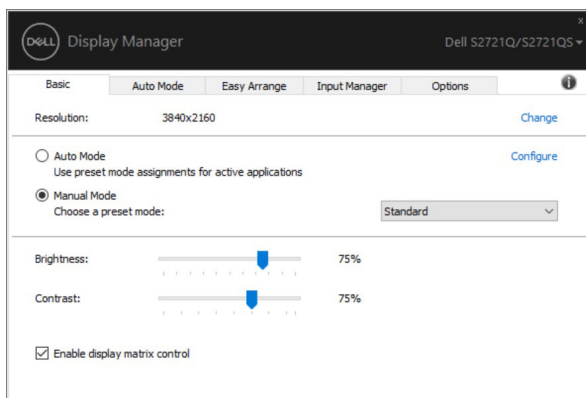 DELL Display Manager
x
Dell S2721Q/S2721QS
Basic Auto Mode Easy Arrange Input Manager Options
Resolution: 3840x2160 Change
Auto Mode Configure
Use preset mode assignments for active applications
Manual Mode
Choose a preset mode: Standard
Brightness: 75%
Contrast: 75%
Enable display matrix control